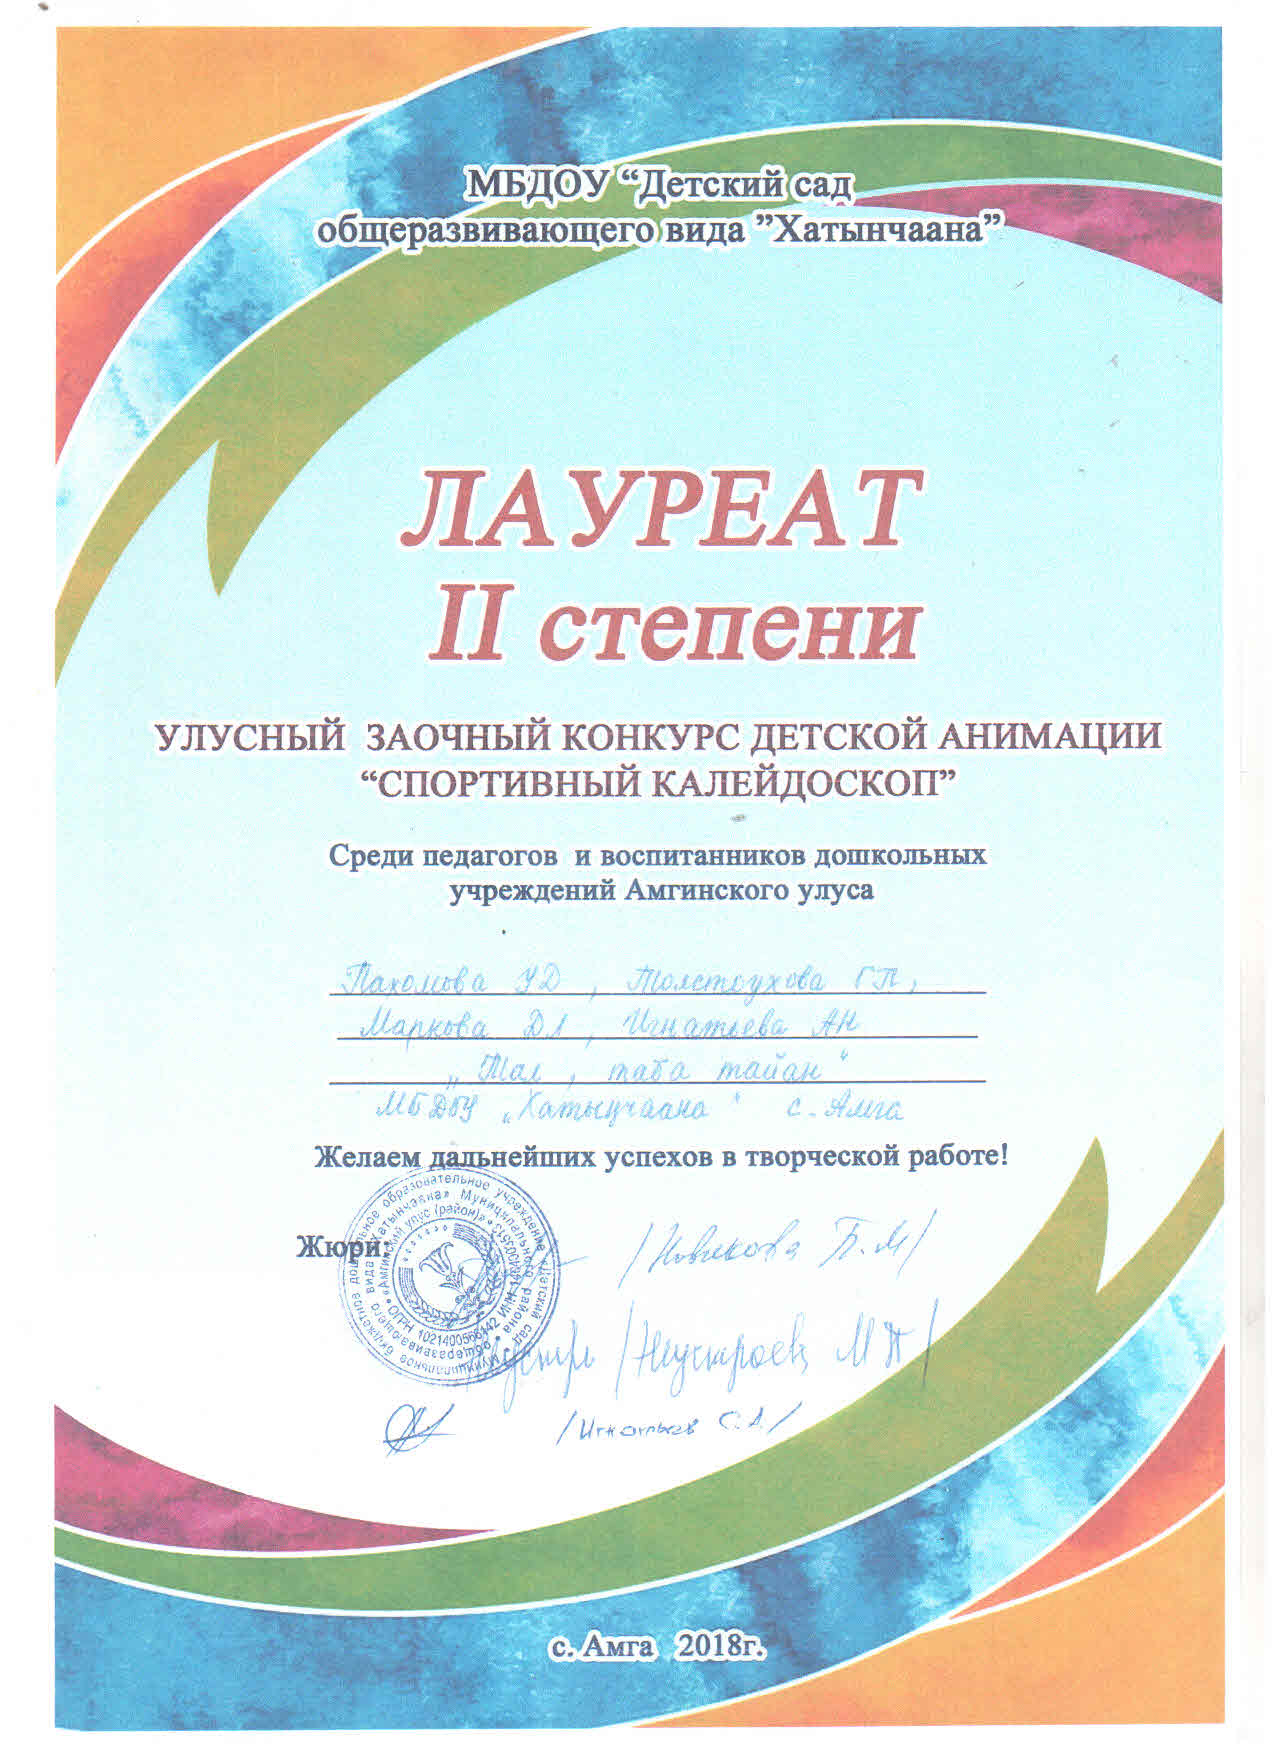 МБДОУ “Детский сад
общеразвивающего вида ”Хатынчаана”
ЛАУРЕАТ
II степени
УЛУСНЫЙ ЗАОЧНЫЙ КОНКУРС ДЕТСКОЙ АНИМАЦИИ
“СПОРТИВНЫЙ КАЛЕЙДОСКОП”
Среди педагогов и воспитанников дошкольных
учреждений Амгинского улуса
Пахомова УД, Толстоухова ГП,
Маркова ДЛ, Игнатьева АН
„Тал, таба тайан“
МБДОУ „Хатыҥчаана“ с. Амга
Желаем дальнейших успехов в творческой работе!
Жюри:
/Новикова П.М/
/Неустроев М П/
с. Амга 2018г.